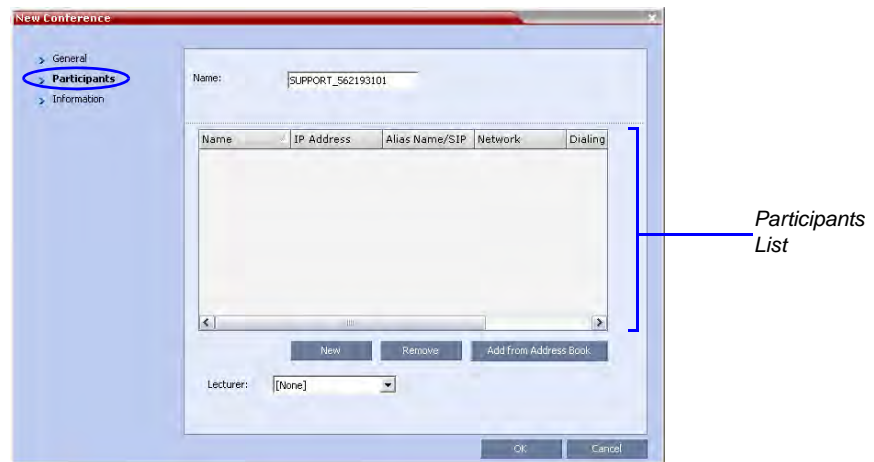 New Conference
General
Participants
Information
Name: SUPPORT_562193101
Name IP Address Alias Name/SIP Network Dialing
Participants
List
New Remove Add from Address Book
Lecturer: [None]
OK Cancel